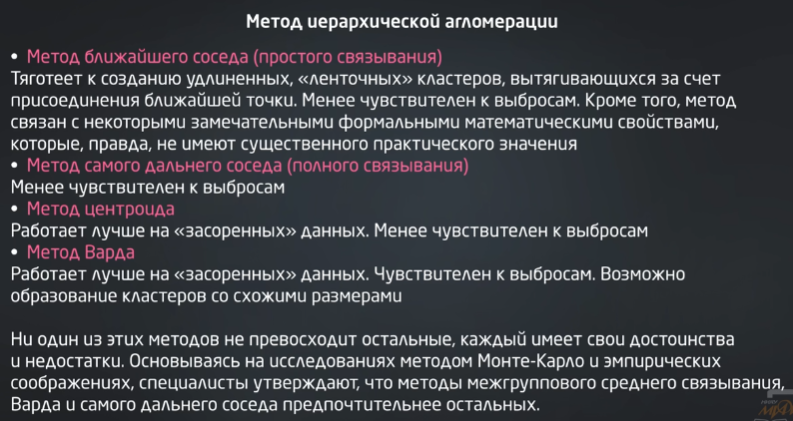 Метод иерархической агломерации
• Метод ближайшего соседа (простого связывания)
Тяготеет к созданию удлиненных, «ленточных» кластеров, вытягивающихся за счет
присоединения ближайшей точки. Менее чувствителен к выбросам. Кроме того, метод
связан с некоторыми замечательными формальными математическими свойствами,
которые, правда, не имеют существенного практического значения
• Метод самого дальнего соседа (полного связывания)
Менее чувствителен к выбросам
• Метод центроида
Работает лучше на «засоренных» данных. Менее чувствителен к выбросам
• Метод Варда
Работает лучше на «засоренных» данных. Чувствителен к выбросам. Возможно
образование кластеров со схожими размерами
Ни один из этих методов не превосходит остальные, каждый имеет свои достоинства
и недостатки. Основываясь на исследованиях методом Монте-Карло и эмпирических
соображениях, специалисты утверждают, что методы межгруппового среднего связывания,
Варда и самого дальнего соседа предпочтительнее остальных.